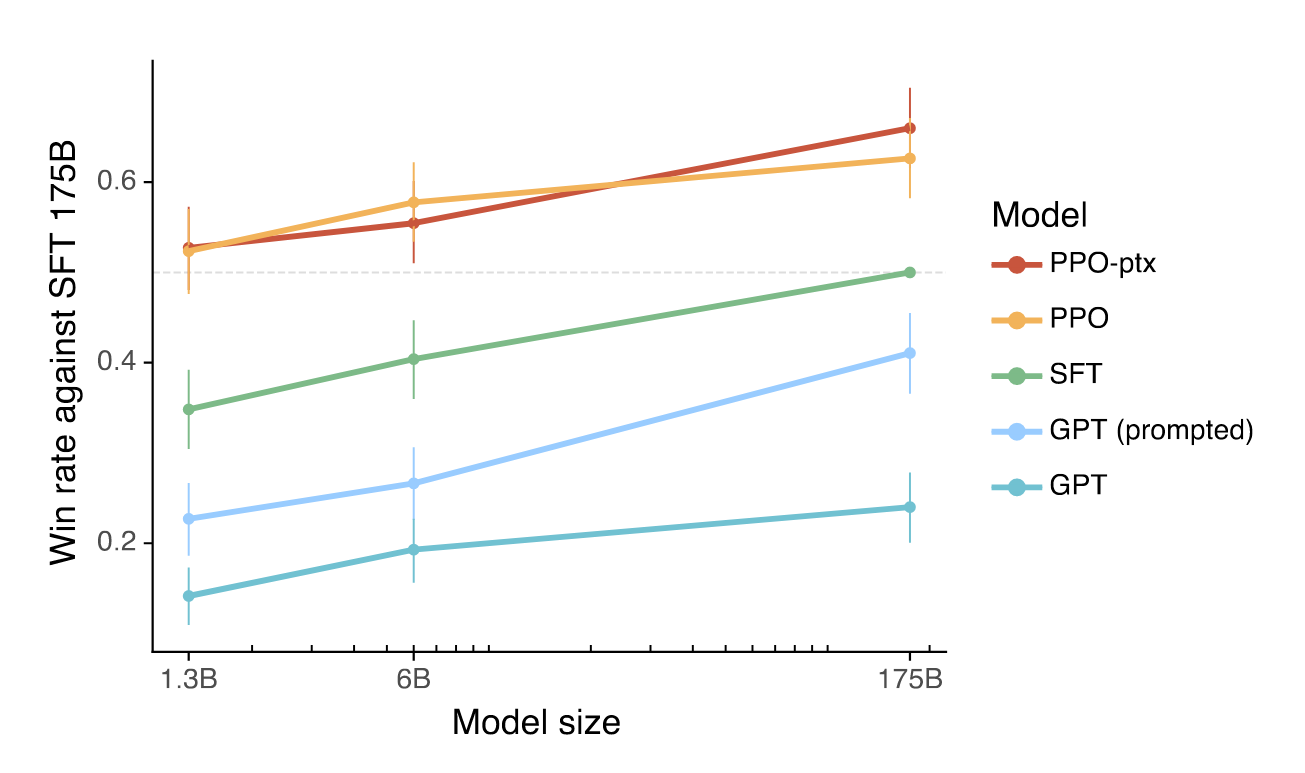 Win rate against SFT 175B
0.6
0.4
0.2
1.3B
6B
175B
Model size
Model
PPO-ptx
PPO
SFT
GPT (prompted)
GPT